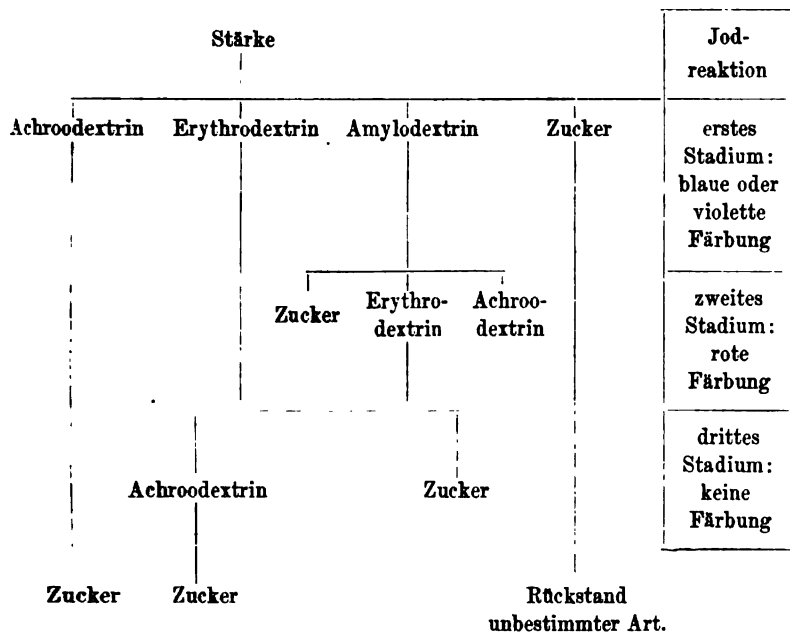 Stärke
Jod-
reaktion
Achroodextrin Erythrodextrin Amylodextrin Zucker
erstes
Stadium:
blaue oder
violette
Färbung
Zucker
Erythro-
dextrin
Achroo-
dextrin
zweites
Stadium:
rote
Färbung
Achroodextrin
Zucker
drittes
Stadium:
keine
Färbung
Zucker
Zucker
Rückstand
unbestimmter Art.